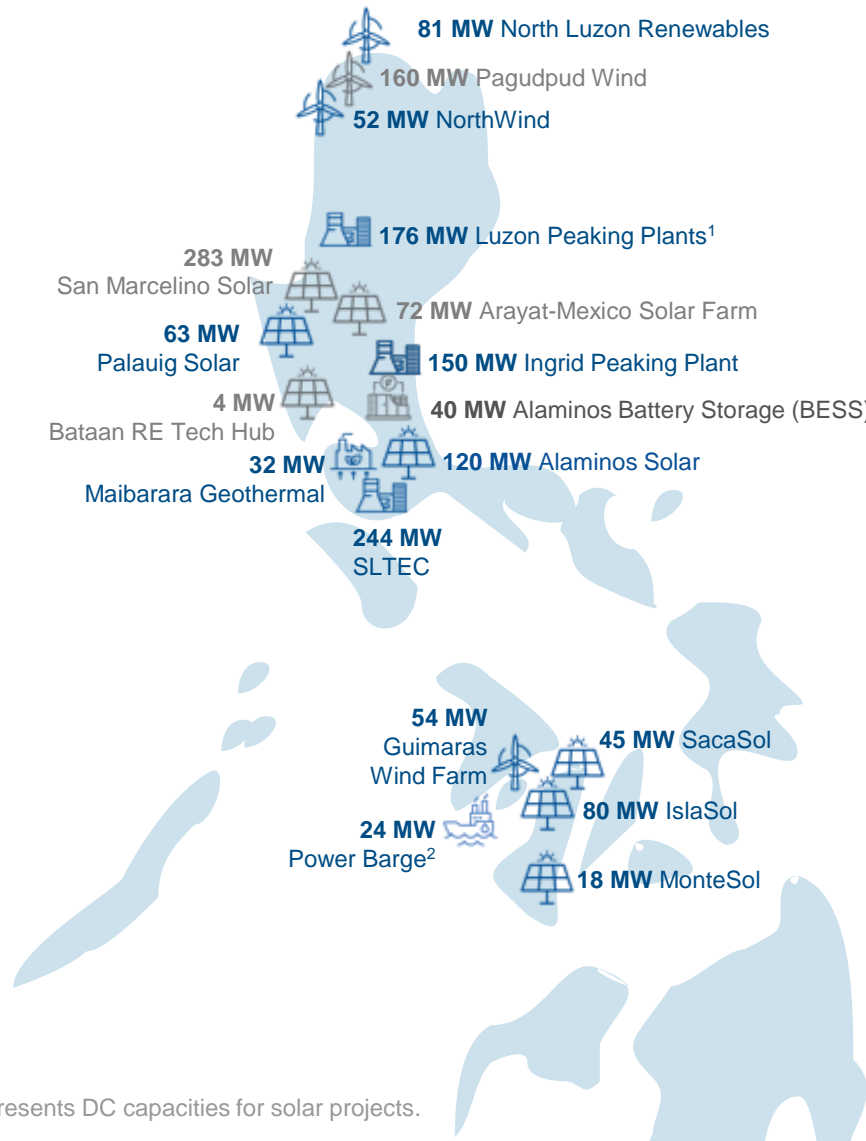 81 MW North Luzon Renewables
160 MW Pagudpud Wind
52 MW NorthWind
176 MW Luzon Peaking Plants¹
283 MW
San Marcelino Solar
72 MW Arayat-Mexico Solar Farm
63 MW
Palauig Solar
150 MW Ingrid Peaking Plant
4 MW
Bataan RE Tech Hub
40 MW Alaminos Battery Storage (BESS)
32 MW
Maibarara Geothermal
120 MW Alaminos Solar
244 MW
SLTEC
54 MW
Guimaras
Wind Farm
45 MW SacaSol
80 MW IslaSol
24 MW
Power Barge²
18 MW MonteSol
resents DC capacities for solar projects.